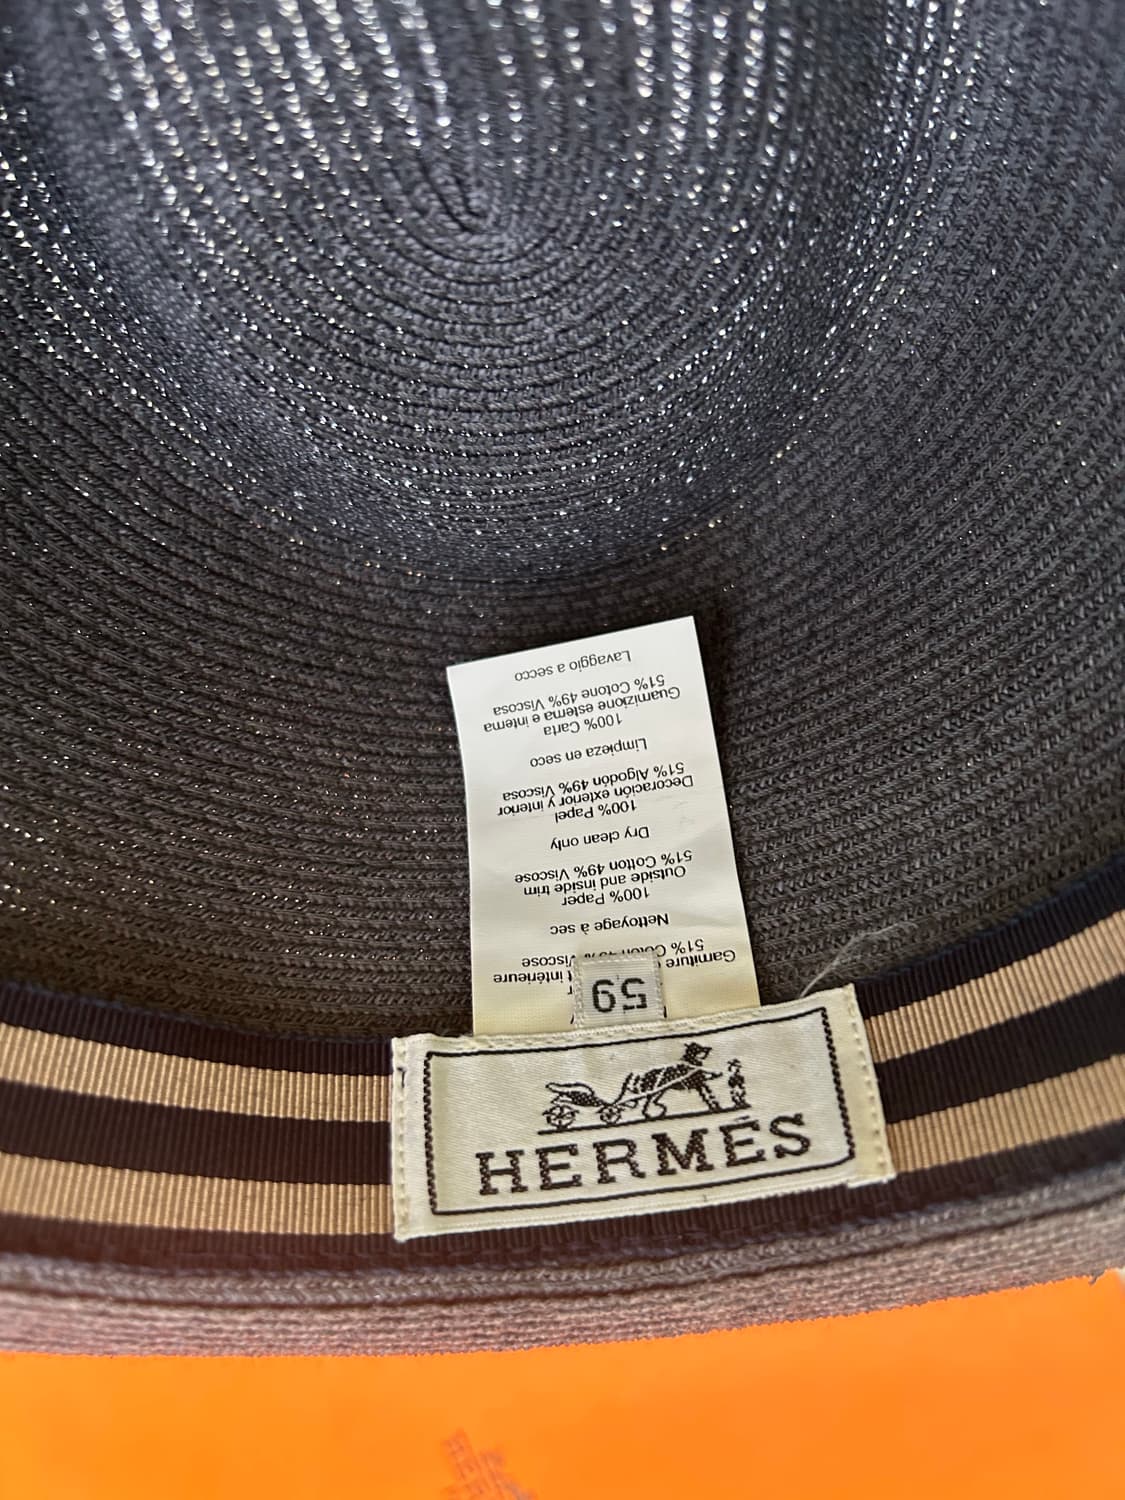 Garniture intérieure
51% Coton Viscose
Nettoyage à sec
100% Paper
Outside and inside trim
51% Cotton 49% Viscose
Dry clean only
100% Papel
Decoración exterior y interior
51% Algodón 49% Viscosa
Limpieza en seco
100% Carta
Guarnizione esterna e interna
51% Cotone 49% Viscosa
Lavaggio a secco
59
HERMÈS